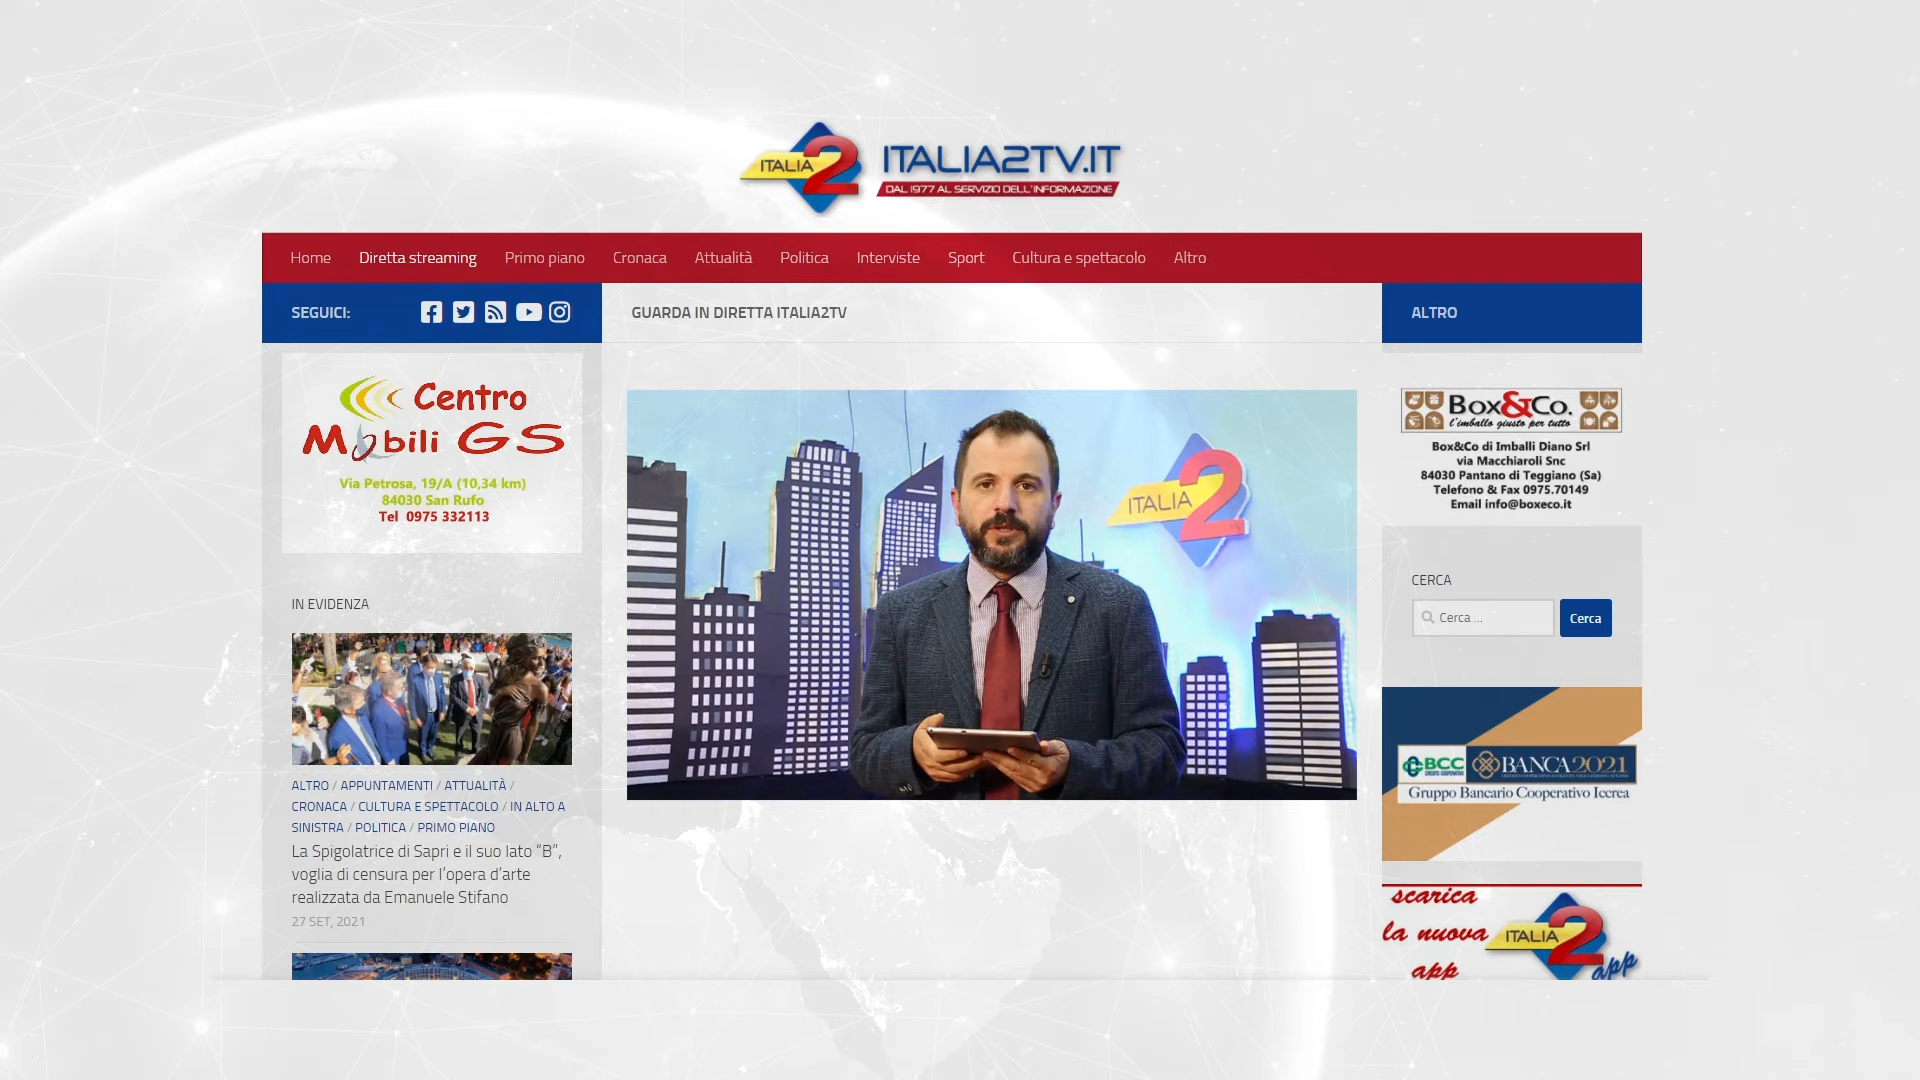 ITALIA 2
ITALIA2TV.IT
DAL 1977 AL SERVIZIO DELL'INFORMAZIONE
Home Diretta streaming Primo piano Cronaca Attualità Politica Interviste Sport Cultura e spettacolo Altro
SEGUICI:
GUARDA IN DIRETTA ITALIA2TV
ALTRO
Centro
Mobili GS
Via Petrosa, 19/A (10,34 km)
84030 San Rufo
Tel 0975 332113
IN EVIDENZA
ALTRO / APPUNTAMENTI / ATTUALITÀ /
CRONACA / CULTURA E SPETTACOLO / IN ALTO A
SINISTRA / POLITICA / PRIMO PIANO
La Spigolatrice di Sapri e il suo lato “B”,
voglia di censura per l’opera d’arte
realizzata da Emanuele Stifano
27 SET, 2021
ITALIA 2
Box&Co.
l'imballo giusto per tutto
Box&Co di Imballi Diano Srl
via Macchiaroli Snc
84030 Pantano di Teggiano (Sa)
Telefono & Fax 0975.70149
Email info@boxeco.it
CERCA
Cerca ...
Cerca
BCC
CREDITO COOPERATIVO
BANCA 2021
Gruppo Bancario Cooperativo Iccrea
scarica
la nuova
app
ITALIA 2
app